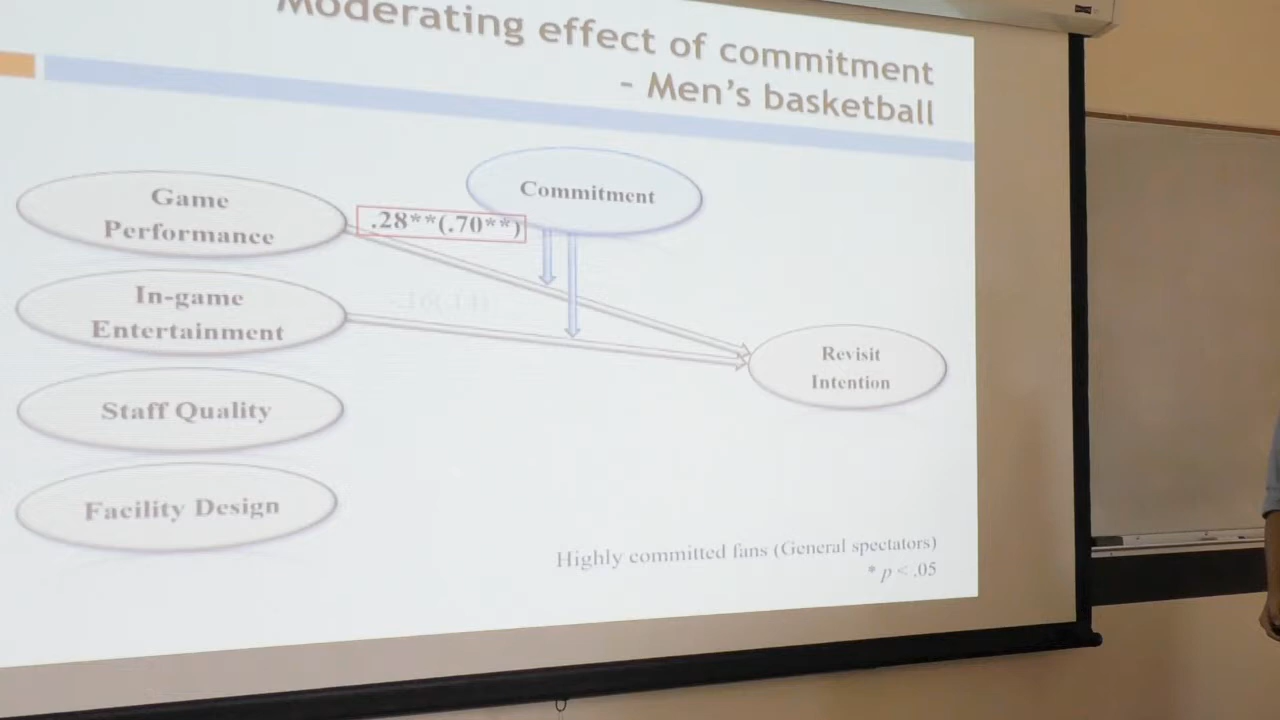 Moderating effect of commitment
– Men's basketball
Game
Performance
.28**(.70**)
Commitment
In-game
Entertainment
Revisit
Intention
Staff Quality
Facility Design
Highly committed fans (General spectators)
* p < .05